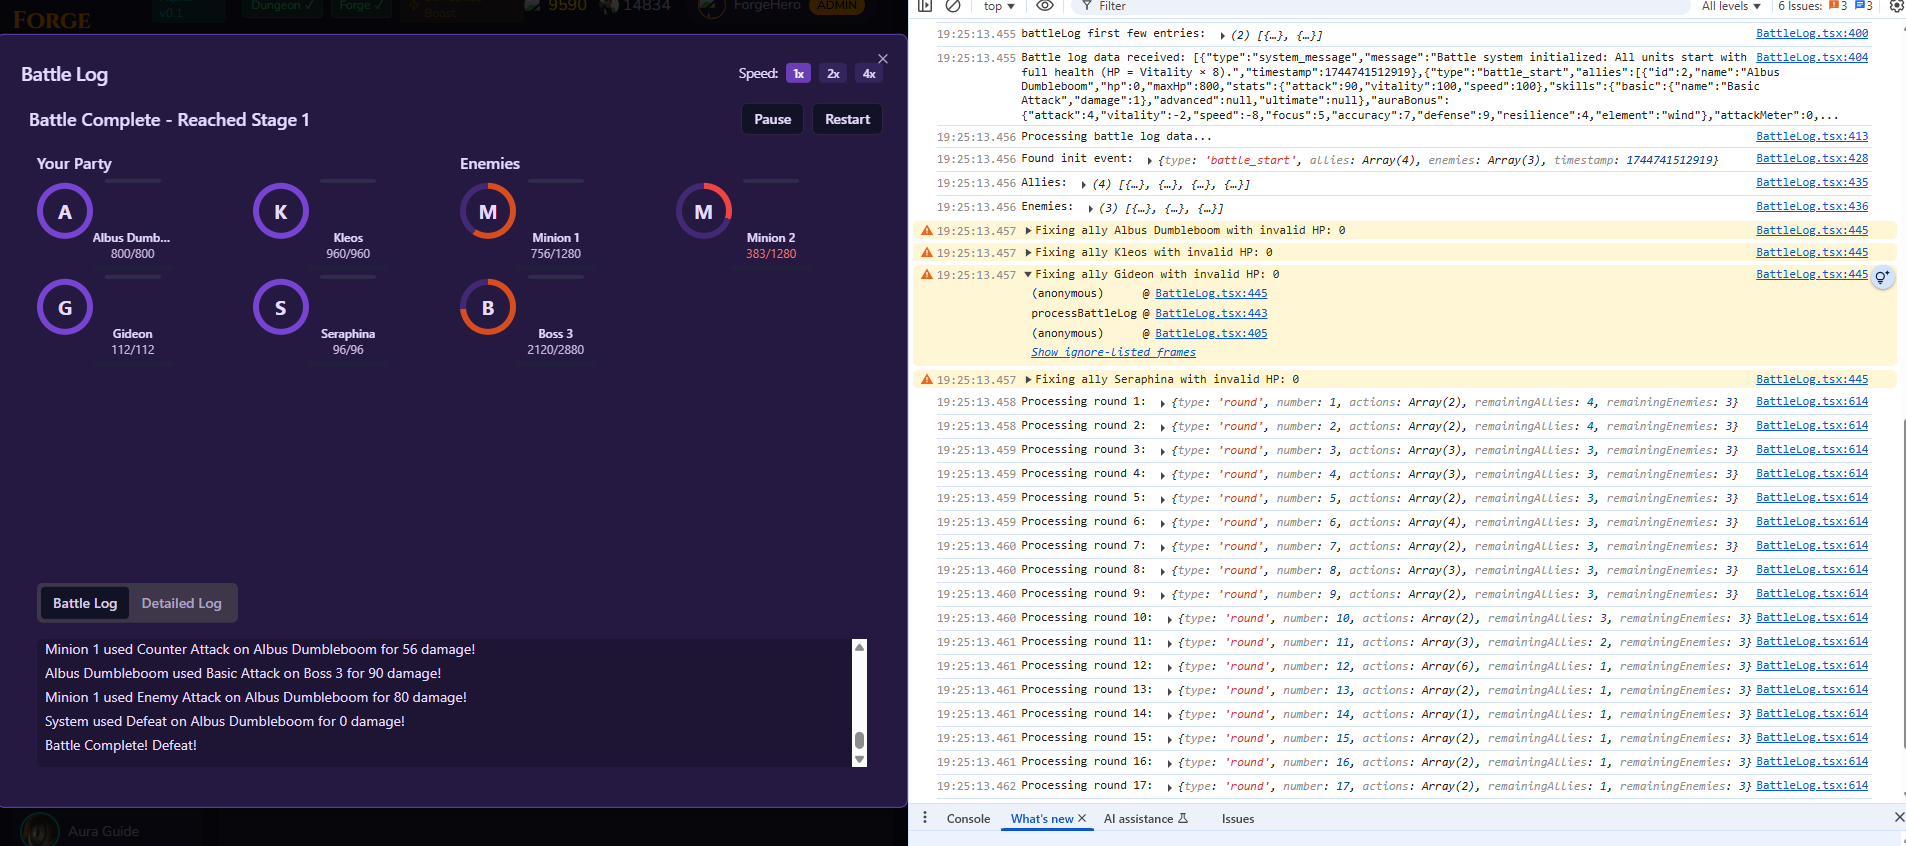 FORGE
v0.1
Dungeon ✓
Forge ✓
Boost
9590
14834
ForgeHero
ADMIN
Battle Log
Speed: 1x 2x 4x
×
Battle Complete - Reached Stage 1
Pause
Restart
Your Party
Enemies
A
Albus Dumb...
800/800
K
Kleos
960/960
M
Minion 1
756/1280
M
Minion 2
383/1280
G
Gideon
112/112
S
Seraphina
96/96
B
Boss 3
2120/2880
Battle Log
Detailed Log
Minion 1 used Counter Attack on Albus Dumbleboom for 56 damage!
Albus Dumbleboom used Basic Attack on Boss 3 for 90 damage!
Minion 1 used Enemy Attack on Albus Dumbleboom for 80 damage!
System used Defeat on Albus Dumbleboom for 0 damage!
Battle Complete! Defeat!
Aura Guide
top ▼
Filter
All levels ▼
6 Issues: 3 3
19:25:13.455 battleLog first few entries: ▶ (2) [{…}, {…}] BattleLog.tsx:400
19:25:13.455 Battle log data received: [{"type":"system_message","message":"Battle system initialized: All units start with BattleLog.tsx:404
full health (HP = Vitality × 8).","timestamp":1744741512919},{"type":"battle_start","allies":[{"id":2,"name":"Albus
Dumbleboom","hp":0,"maxHp":800,"stats":{"attack":90,"vitality":100,"speed":100},"skills":{"basic":{"name":"Basic
Attack","damage":1},"advanced":null,"ultimate":null},"auraBonus":
{"attack":4,"vitality":-2,"speed":-8,"focus":5,"accuracy":7,"defense":9,"resilience":4,"element":"wind"},"attackMeter":0,...
19:25:13.456 Processing battle log data... BattleLog.tsx:413
19:25:13.456 Found init event: ▶ {type: 'battle_start', allies: Array(4), enemies: Array(3), timestamp: 1744741512919} BattleLog.tsx:428
19:25:13.456 Allies: ▶ (4) [{…}, {…}, {…}, {…}] BattleLog.tsx:435
19:25:13.456 Enemies: ▶ (3) [{…}, {…}, {…}] BattleLog.tsx:436
19:25:13.457 ▶ Fixing ally Albus Dumbleboom with invalid HP: 0 BattleLog.tsx:445
19:25:13.457 ▶ Fixing ally Kleos with invalid HP: 0 BattleLog.tsx:445
19:25:13.457 ▼ Fixing ally Gideon with invalid HP: 0 BattleLog.tsx:445
(anonymous) @ BattleLog.tsx:445
processBattleLog @ BattleLog.tsx:443
(anonymous) @ BattleLog.tsx:405
Show ignore-listed frames
19:25:13.457 ▶ Fixing ally Seraphina with invalid HP: 0 BattleLog.tsx:445
19:25:13.458 Processing round 1: ▶ {type: 'round', number: 1, actions: Array(2), remainingAllies: 4, remainingEnemies: 3} BattleLog.tsx:614
19:25:13.458 Processing round 2: ▶ {type: 'round', number: 2, actions: Array(2), remainingAllies: 4, remainingEnemies: 3} BattleLog.tsx:614
19:25:13.459 Processing round 3: ▶ {type: 'round', number: 3, actions: Array(3), remainingAllies: 3, remainingEnemies: 3} BattleLog.tsx:614
19:25:13.459 Processing round 4: ▶ {type: 'round', number: 4, actions: Array(3), remainingAllies: 3, remainingEnemies: 3} BattleLog.tsx:614
19:25:13.459 Processing round 5: ▶ {type: 'round', number: 5, actions: Array(2), remainingAllies: 3, remainingEnemies: 3} BattleLog.tsx:614
19:25:13.459 Processing round 6: ▶ {type: 'round', number: 6, actions: Array(4), remainingAllies: 3, remainingEnemies: 3} BattleLog.tsx:614
19:25:13.460 Processing round 7: ▶ {type: 'round', number: 7, actions: Array(2), remainingAllies: 3, remainingEnemies: 3} BattleLog.tsx:614
19:25:13.460 Processing round 8: ▶ {type: 'round', number: 8, actions: Array(3), remainingAllies: 3, remainingEnemies: 3} BattleLog.tsx:614
19:25:13.460 Processing round 9: ▶ {type: 'round', number: 9, actions: Array(2), remainingAllies: 3, remainingEnemies: 3} BattleLog.tsx:614
19:25:13.460 Processing round 10: ▶ {type: 'round', number: 10, actions: Array(2), remainingAllies: 3, remainingEnemies: 3} BattleLog.tsx:614
19:25:13.461 Processing round 11: ▶ {type: 'round', number: 11, actions: Array(3), remainingAllies: 2, remainingEnemies: 3} BattleLog.tsx:614
19:25:13.461 Processing round 12: ▶ {type: 'round', number: 12, actions: Array(6), remainingAllies: 1, remainingEnemies: 3} BattleLog.tsx:614
19:25:13.461 Processing round 13: ▶ {type: 'round', number: 13, actions: Array(2), remainingAllies: 1, remainingEnemies: 3} BattleLog.tsx:614
19:25:13.461 Processing round 14: ▶ {type: 'round', number: 14, actions: Array(1), remainingAllies: 1, remainingEnemies: 3} BattleLog.tsx:614
19:25:13.461 Processing round 15: ▶ {type: 'round', number: 15, actions: Array(2), remainingAllies: 1, remainingEnemies: 3} BattleLog.tsx:614
19:25:13.461 Processing round 16: ▶ {type: 'round', number: 16, actions: Array(2), remainingAllies: 1, remainingEnemies: 3} BattleLog.tsx:614
19:25:13.462 Processing round 17: ▶ {type: 'round', number: 17, actions: Array(2), remainingAllies: 1, remainingEnemies: 3} BattleLog.tsx:614
Console
What's new ×
AI assistance
Issues